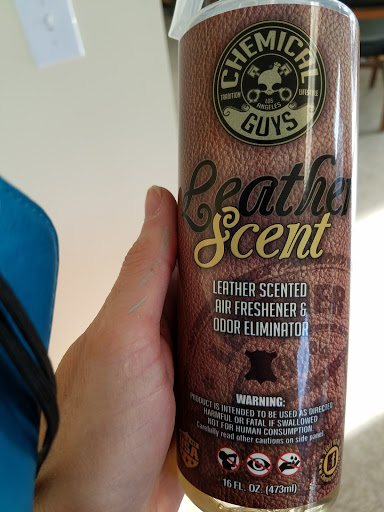 CHEMICAL
TRADITION
LOS
ANGELES
LIFESTYLE
GUYS
Leather
Scent
LEATHER SCENTED
AIR FRESHENER &
ODOR ELIMINATOR
WARNING:
PRODUCT IS INTENDED TO BE USED AS DIRECTED
HARMFUL OR FATAL IF SWALLOWED
NOT FOR HUMAN CONSUMPTION.
Carefully read other cautions on side panel
16 FL. OZ. (473ml)